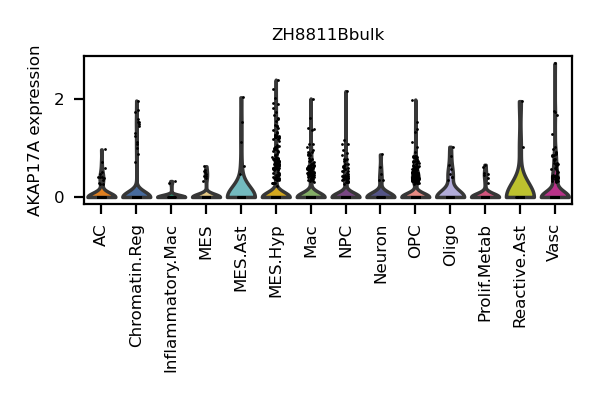 ZH8811Bbulk
AKAP17A expression
2
0
AC
Chromatin.Reg
Inflammatory.Mac
MES
MES.Ast
MES.Hyp
Mac
NPC
Neuron
OPC
Oligo
Prolif.Metab
Reactive.Ast
Vasc